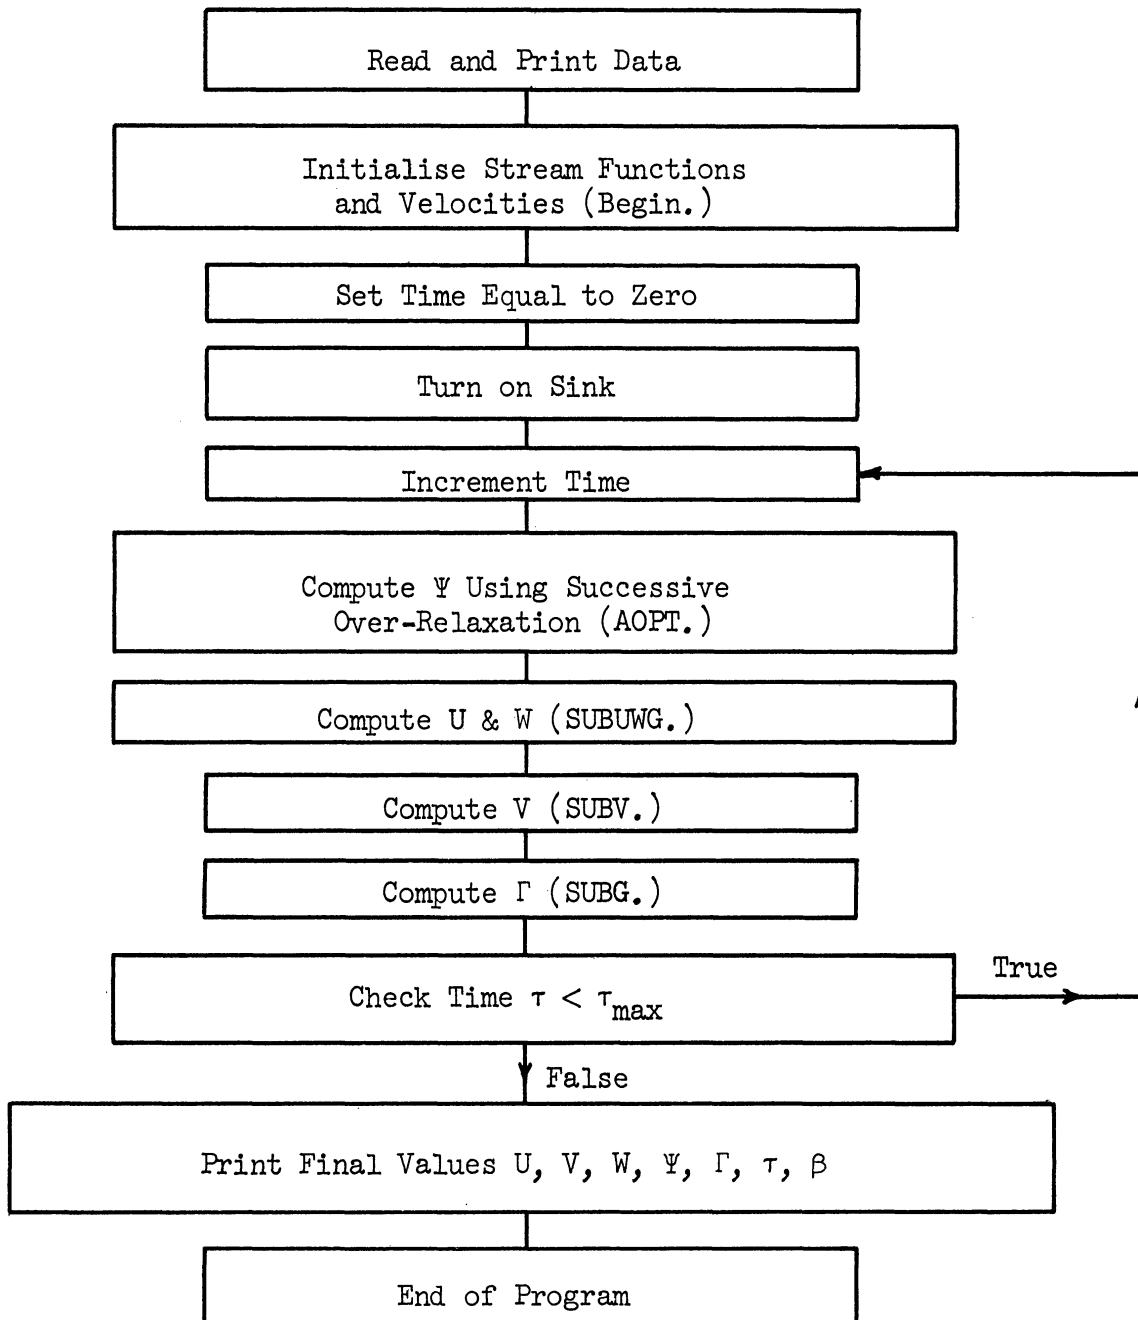 Read and Print Data
Initialise Stream Functions
and Velocities (Begin.)
Set Time Equal to Zero
Turn on Sink
Increment Time
Compute Ψ Using Successive
Over-Relaxation (AOPT.)
Compute U & W (SUBUWG.)
Compute V (SUBV.)
Compute Γ (SUBG.)
Check Time τ < τmax
True
False
Print Final Values U, V, W, Ψ, Γ, τ, β
End of Program